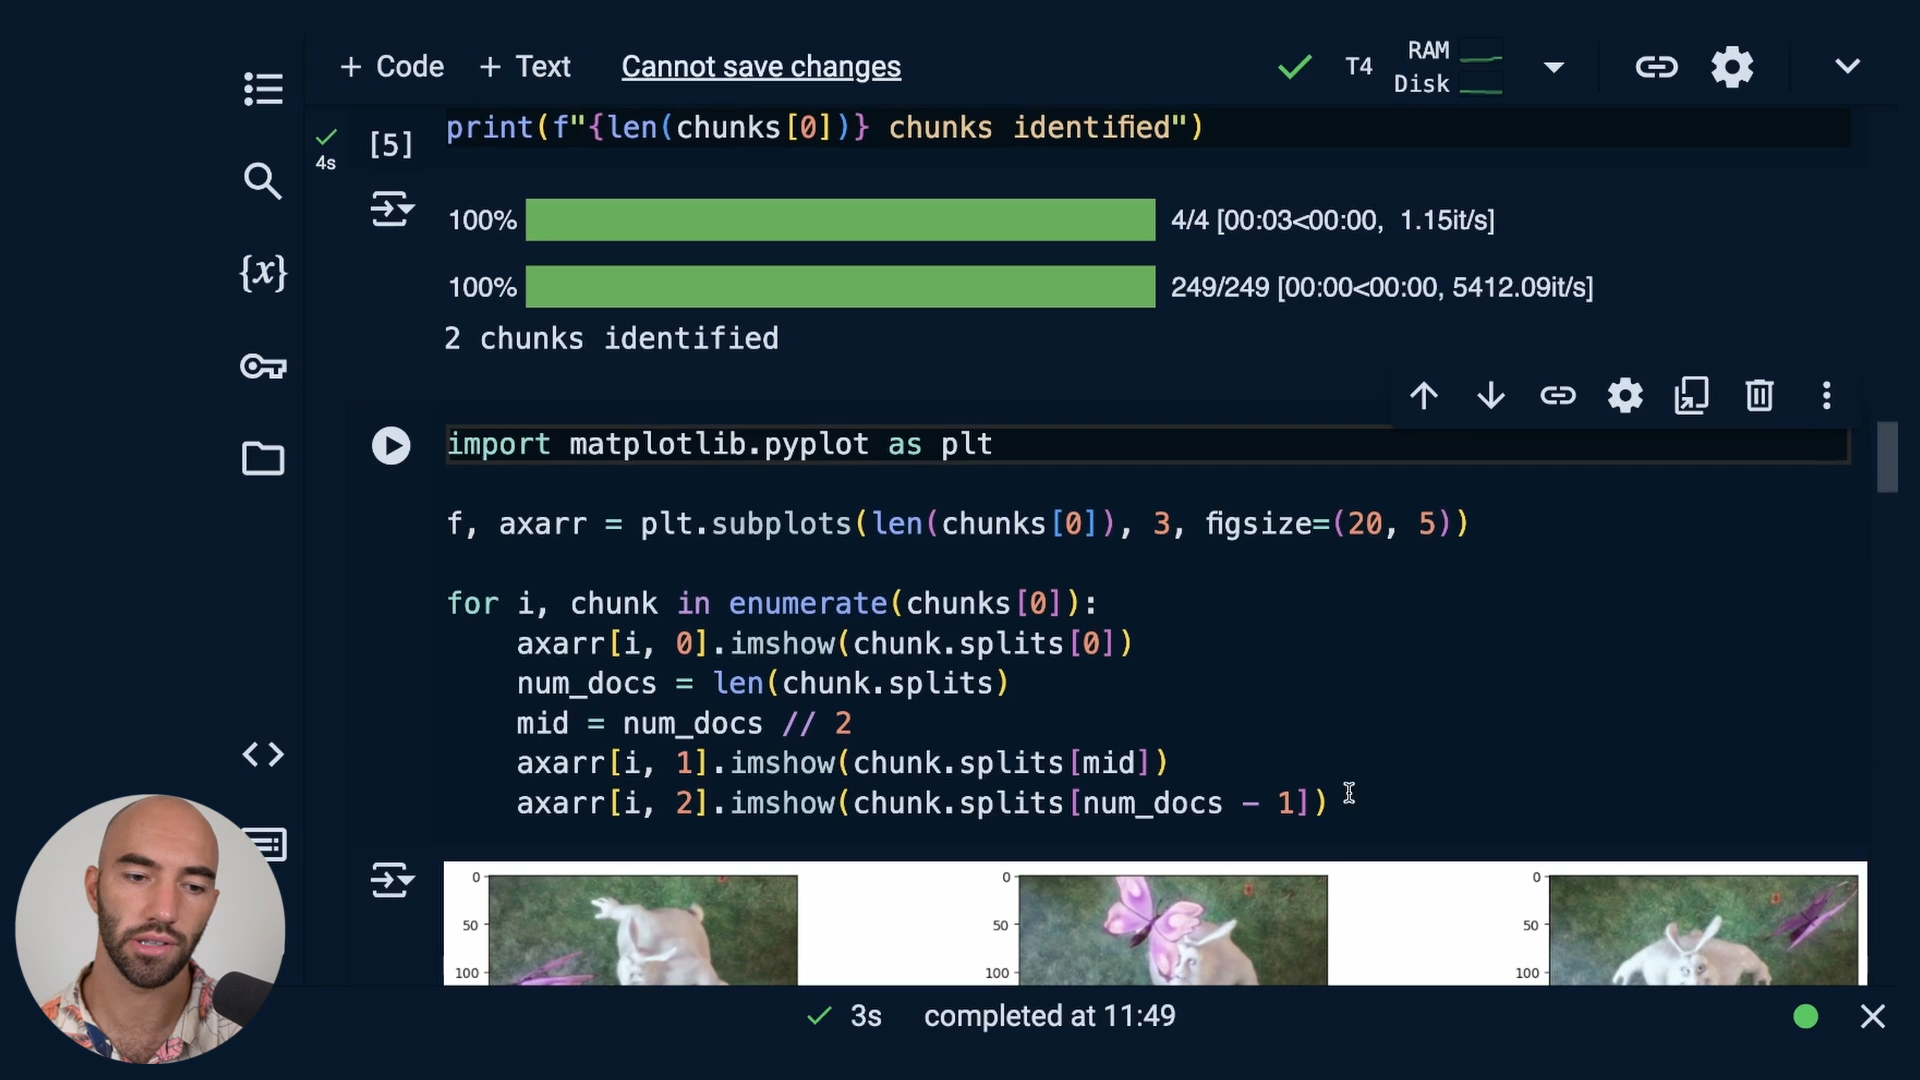 + Code + Text Cannot save changes T4 RAM
Disk
print(f"{len(chunks[0])} chunks identified")
[5]
4s
100% 4/4 [00:03<00:00, 1.15it/s]
{x}
100% 249/249 [00:00<00:00, 5412.09it/s]
2 chunks identified
import matplotlib.pyplot as plt
f, axarr = plt.subplots(len(chunks[0]), 3, figsize=(20, 5))
for i, chunk in enumerate(chunks[0]):
axarr[i, 0].imshow(chunk.splits[0])
num_docs = len(chunk.splits)
mid = num_docs // 2
axarr[i, 1].imshow(chunk.splits[mid])
axarr[i, 2].imshow(chunk.splits[num_docs - 1])
0 0 0
50 50 50
100 100 100
3s completed at 11:49